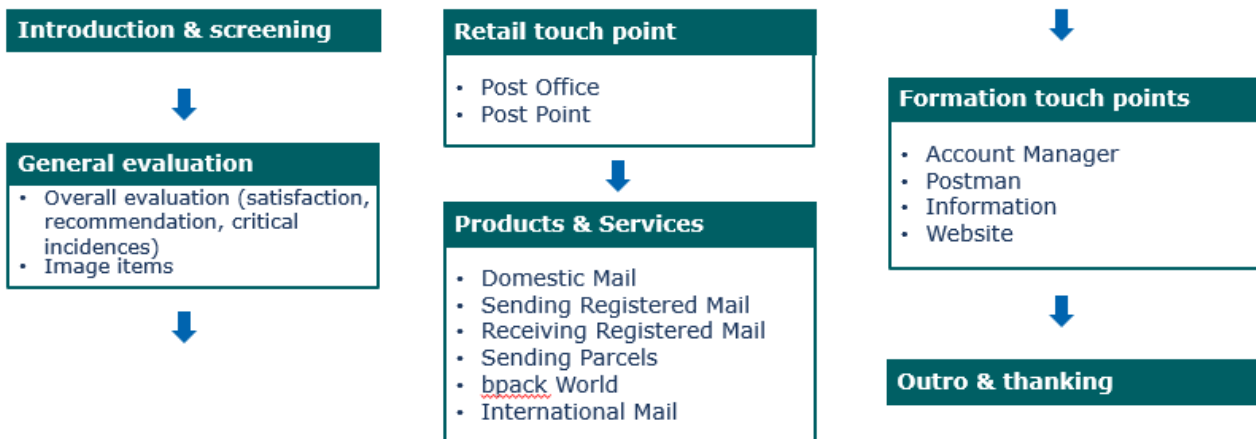 Introduction & screening
General evaluation
• Overall evaluation (satisfaction,
recommendation, critical
incidences)
• Image items
Retail touch point
• Post Office
• Post Point
Products & Services
• Domestic Mail
• Sending Registered Mail
• Receiving Registered Mail
• Sending Parcels
• bpack World
• International Mail
Formation touch points
• Account Manager
• Postman
• Information
• Website
Outro & thanking